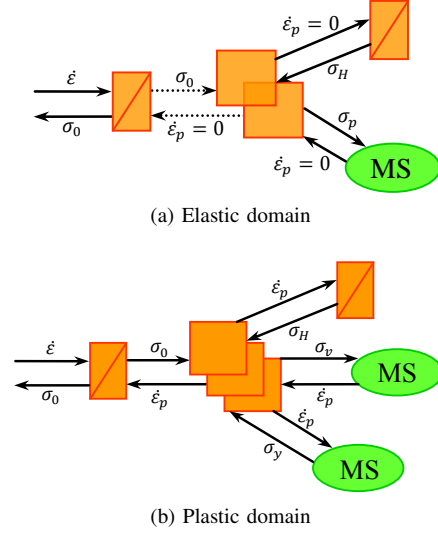 ε̇_p = 0
σ_H
ε̇
σ_0
σ_0
ε̇_p = 0
σ_p
ε̇_p = 0
MS
(a) Elastic domain
ε̇_p
σ_H
ε̇
σ_0
σ_0
ε̇_p
σ_v
ε̇_p
MS
ε̇_p
σ_y
MS
(b) Plastic domain